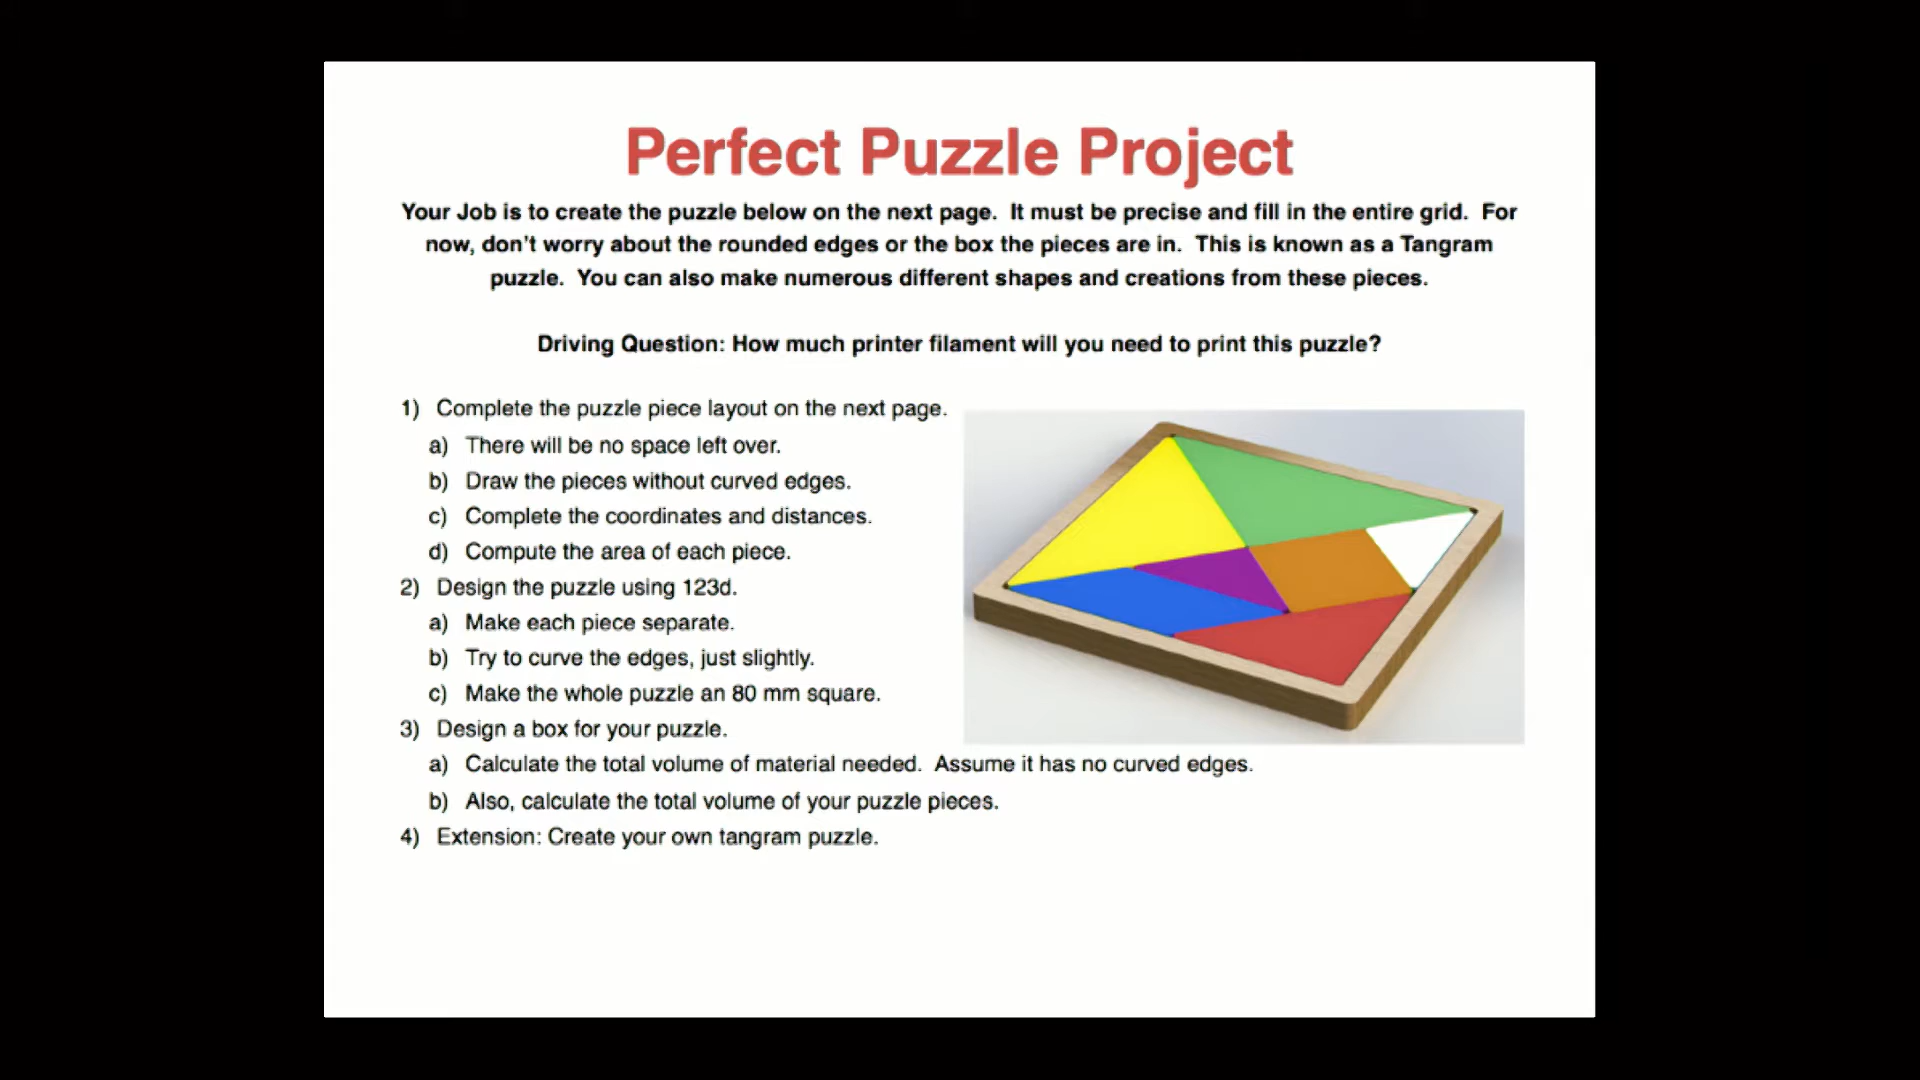 Perfect Puzzle Project
Your Job is to create the puzzle below on the next page.  It must be precise and fill in the entire grid.  For
now, don't worry about the rounded edges or the box the pieces are in.  This is known as a Tangram
puzzle.  You can also make numerous different shapes and creations from these pieces.
Driving Question: How much printer filament will you need to print this puzzle?
1) Complete the puzzle piece layout on the next page.
a) There will be no space left over.
b) Draw the pieces without curved edges.
c) Complete the coordinates and distances.
d) Compute the area of each piece.
2) Design the puzzle using 123d.
a) Make each piece separate.
b) Try to curve the edges, just slightly.
c) Make the whole puzzle an 80 mm square.
3) Design a box for your puzzle.
a) Calculate the total volume of material needed.  Assume it has no curved edges.
b) Also, calculate the total volume of your puzzle pieces.
4) Extension: Create your own tangram puzzle.